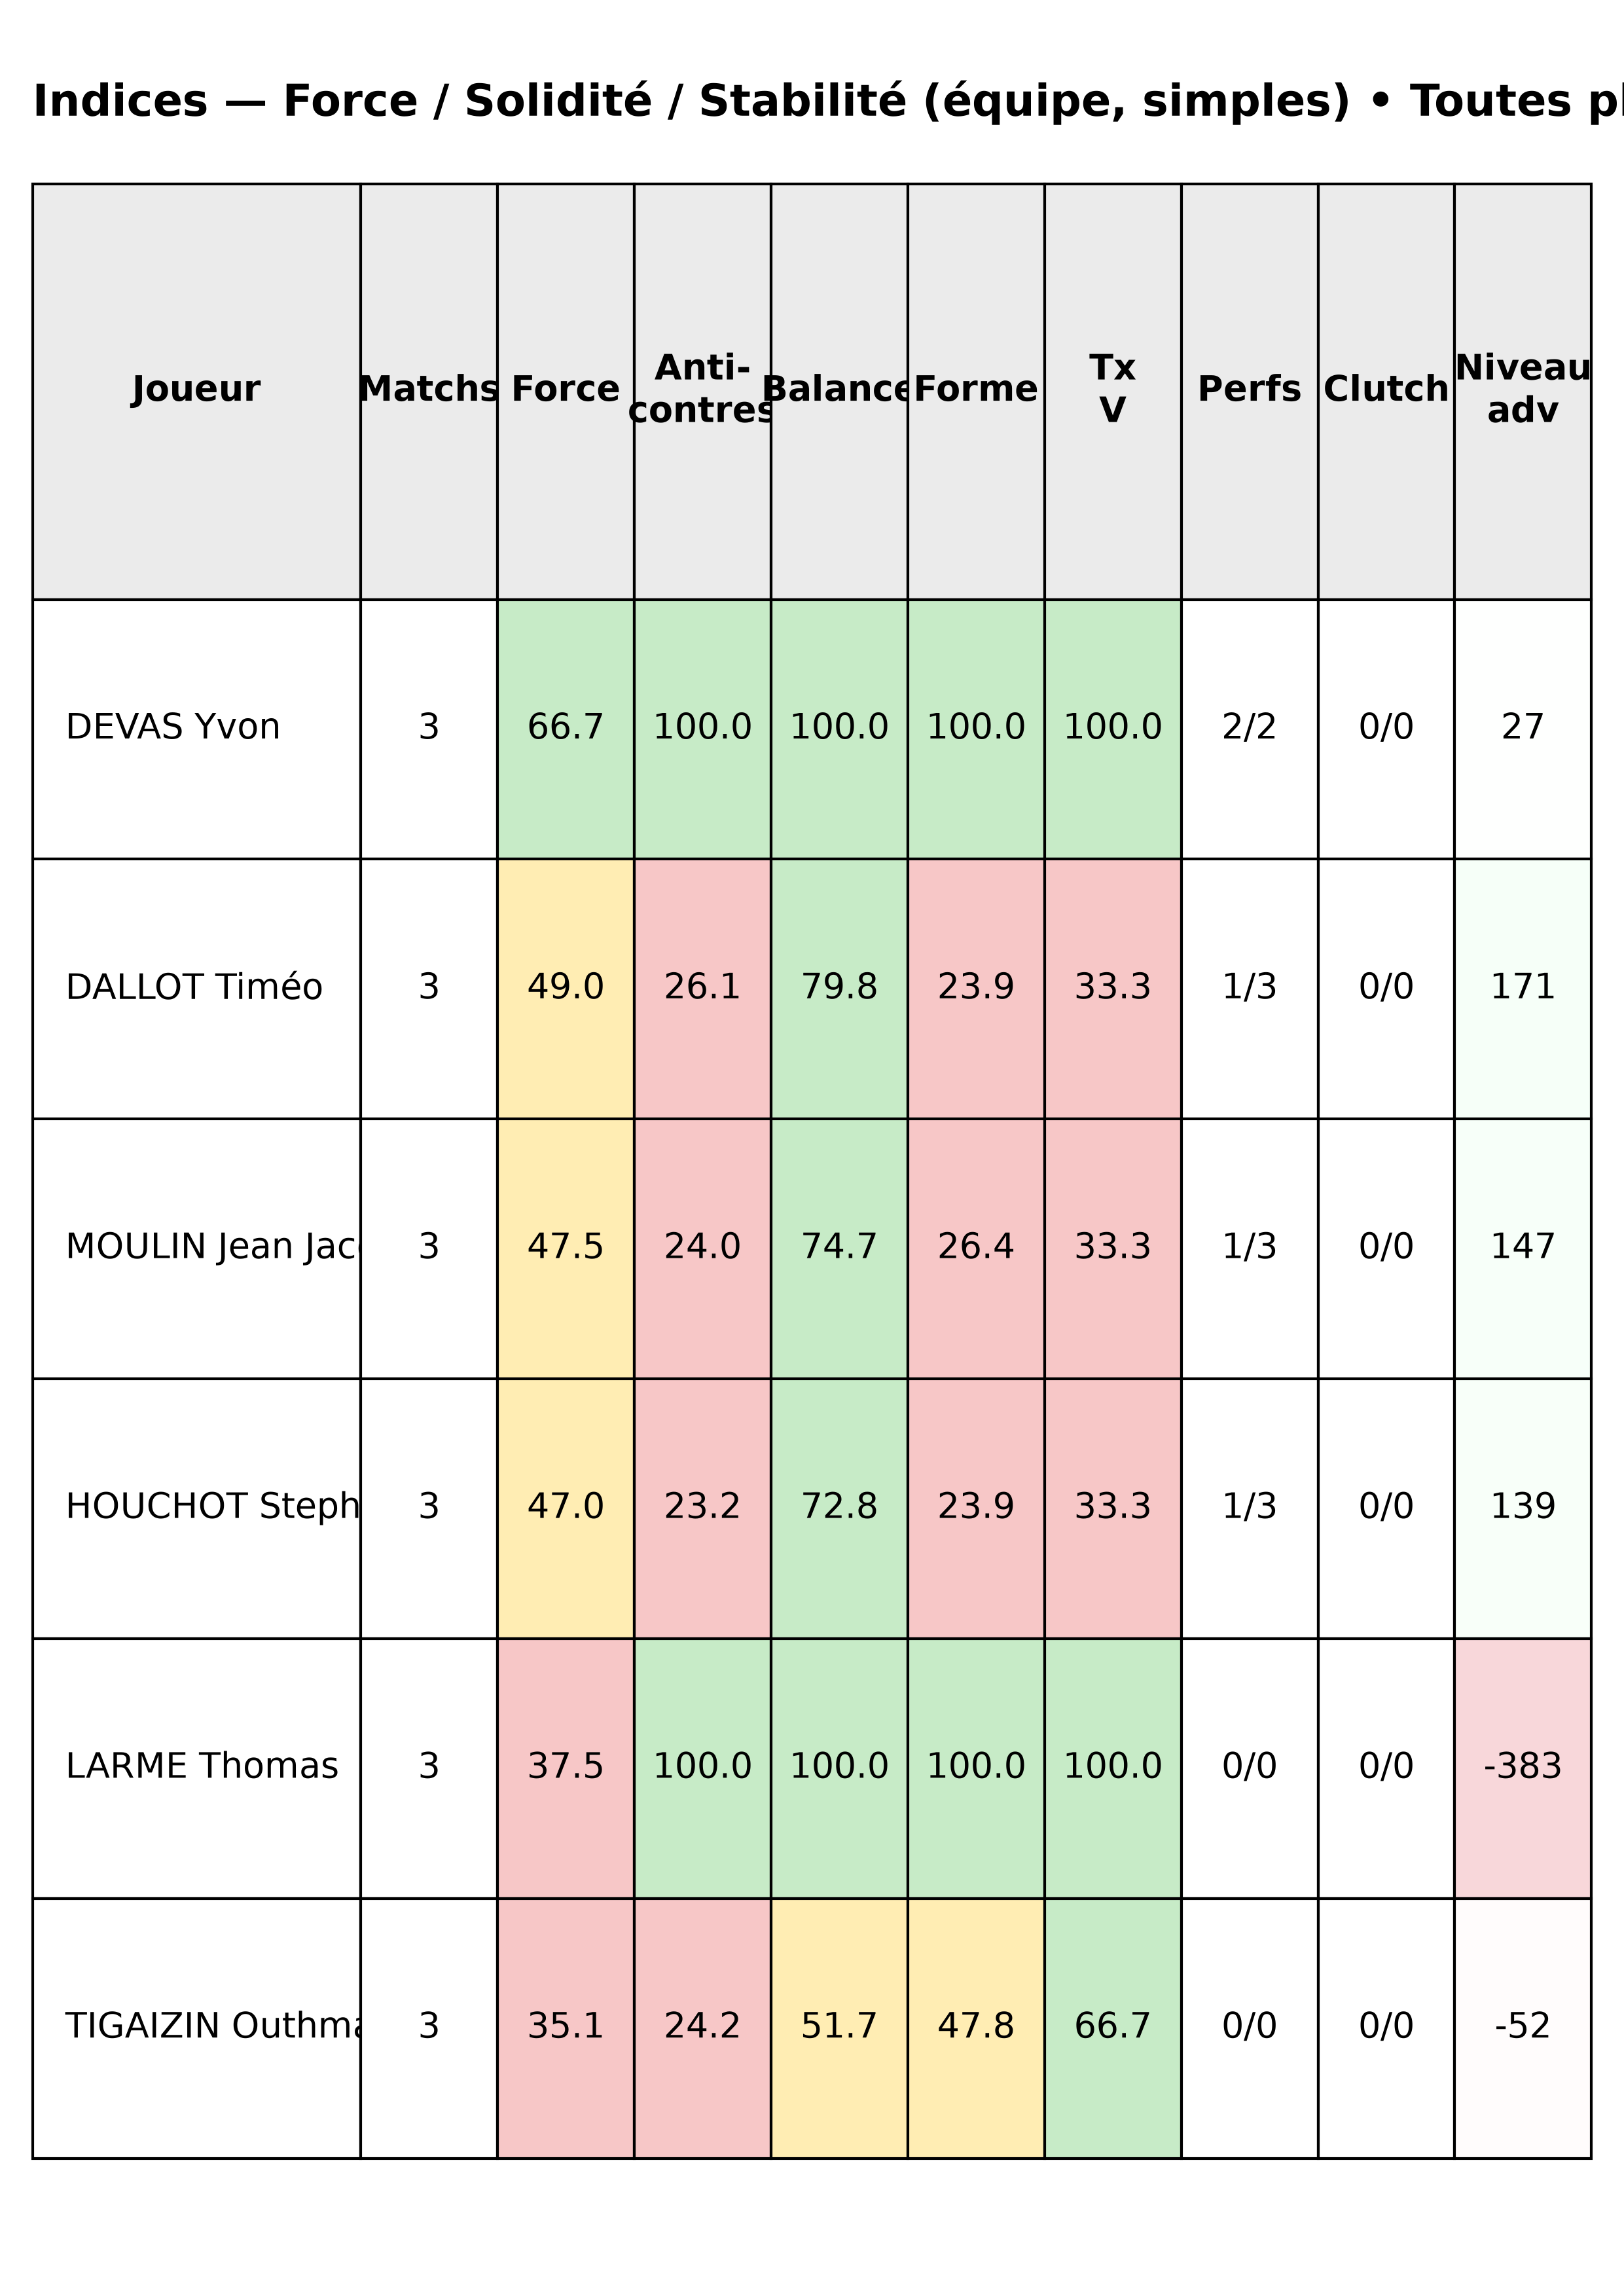 Indices — Force / Solidité / Stabilité (équipe, simples) • Toutes
Joueur Matchs Force Anti-contres Balance Forme Tx V Perfs Clutch Niveau adv
DEVAS Yvon 3 66.7 100.0 100.0 100.0 100.0 2/2 0/0 27
DALLOT Timéo 3 49.0 26.1 79.8 23.9 33.3 1/3 0/0 171
MOULIN Jean 3 47.5 24.0 74.7 26.4 33.3 1/3 0/0 147
HOUCHOT Steph 3 47.0 23.2 72.8 23.9 33.3 1/3 0/0 139
LARME Thomas 3 37.5 100.0 100.0 100.0 100.0 0/0 0/0 -383
TIGAIZIN Outhma 3 35.1 24.2 51.7 47.8 66.7 0/0 0/0 -52